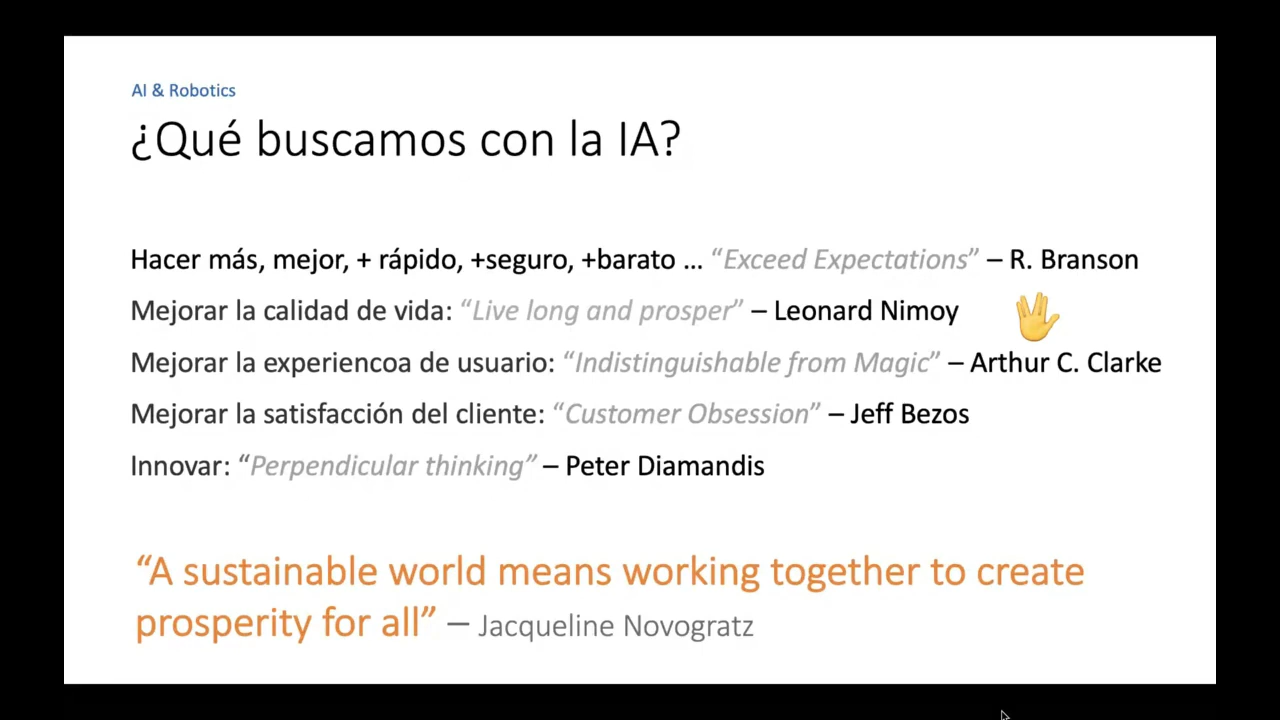 AI & Robotics
¿Qué buscamos con la IA?
Hacer más, mejor, + rápido, +seguro, +barato ... “Exceed Expectations” – R. Branson
Mejorar la calidad de vida: “Live long and prosper” – Leonard Nimoy 🖖
Mejorar la experiencoa de usuario: “Indistinguishable from Magic” – Arthur C. Clarke
Mejorar la satisfacción del cliente: “Customer Obsession” – Jeff Bezos
Innovar: “Perpendicular thinking” – Peter Diamandis
“A sustainable world means working together to create
prosperity for all” — Jacqueline Novogratz